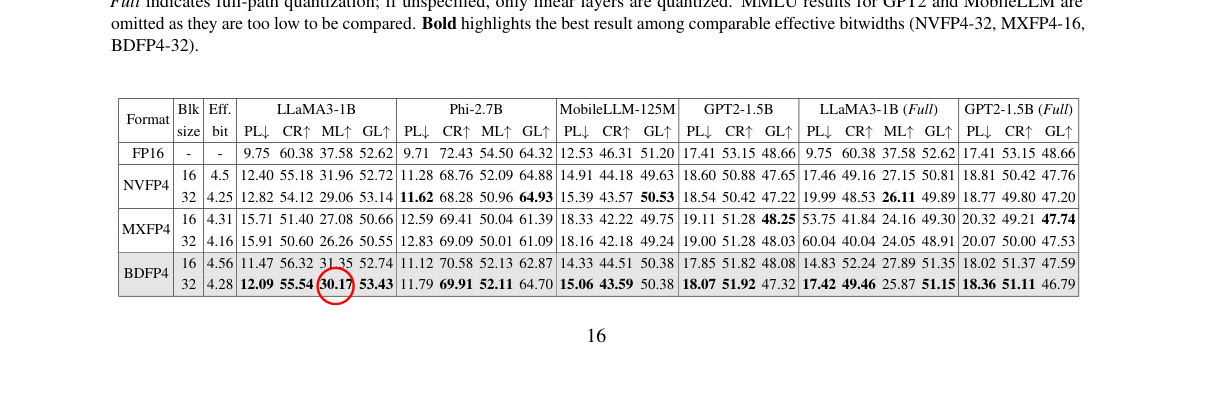 Full indicates full-path quantization; if unspecified, only linear layers are quantized. MMLU results for GPT2 and MobileLLM are
omitted as they are too low to be compared. Bold highlights the best result among comparable effective bitwidths (NVFP4-32, MXFP4-16,
BDFP4-32).
Format Blk size Eff. bit LLaMA3-1B Phi-2.7B MobileLLM-125M GPT2-1.5B LLaMA3-1B (Full) GPT2-1.5B (Full)
PL↓ CR↑ ML↑ GL↑ PL↓ CR↑ ML↑ GL↑ PL↓ CR↑ GL↑ PL↓ CR↑ GL↑ PL↓ CR↑ ML↑ GL↑ PL↓ CR↑ GL↑
FP16 - - 9.75 60.38 37.58 52.62 9.71 72.43 54.50 64.32 12.53 46.31 51.20 17.41 53.15 48.66 9.75 60.38 37.58 52.62 17.41 53.15 48.66
NVFP4 16 4.5 12.40 55.18 31.96 52.72 11.28 68.76 52.09 64.88 14.91 44.18 49.63 18.60 50.88 47.65 17.46 49.16 27.15 50.81 18.81 50.42 47.76
32 4.25 12.82 54.12 29.06 53.14 11.62 68.28 50.96 64.93 15.39 43.57 50.53 18.54 50.42 47.22 19.99 48.53 26.11 49.89 18.77 49.80 47.20
MXFP4 16 4.31 15.71 51.40 27.08 50.66 12.59 69.41 50.04 61.39 18.33 42.22 49.75 19.11 51.28 48.25 53.75 41.84 24.16 49.30 20.32 49.21 47.74
32 4.16 15.91 50.60 26.26 50.55 12.83 69.09 50.01 61.09 18.16 42.18 49.24 19.00 51.28 48.03 60.04 40.04 24.05 48.91 20.07 50.00 47.53
BDFP4 16 4.56 11.47 56.32 31.35 52.74 11.12 70.58 52.13 62.87 14.33 44.51 50.38 17.85 51.82 48.08 14.83 52.24 27.89 51.35 18.02 51.37 47.59
32 4.28 12.09 55.54 30.17 53.43 11.79 69.91 52.11 64.70 15.06 43.59 50.38 18.07 51.92 47.32 17.42 49.46 25.87 51.15 18.36 51.11 46.79
16